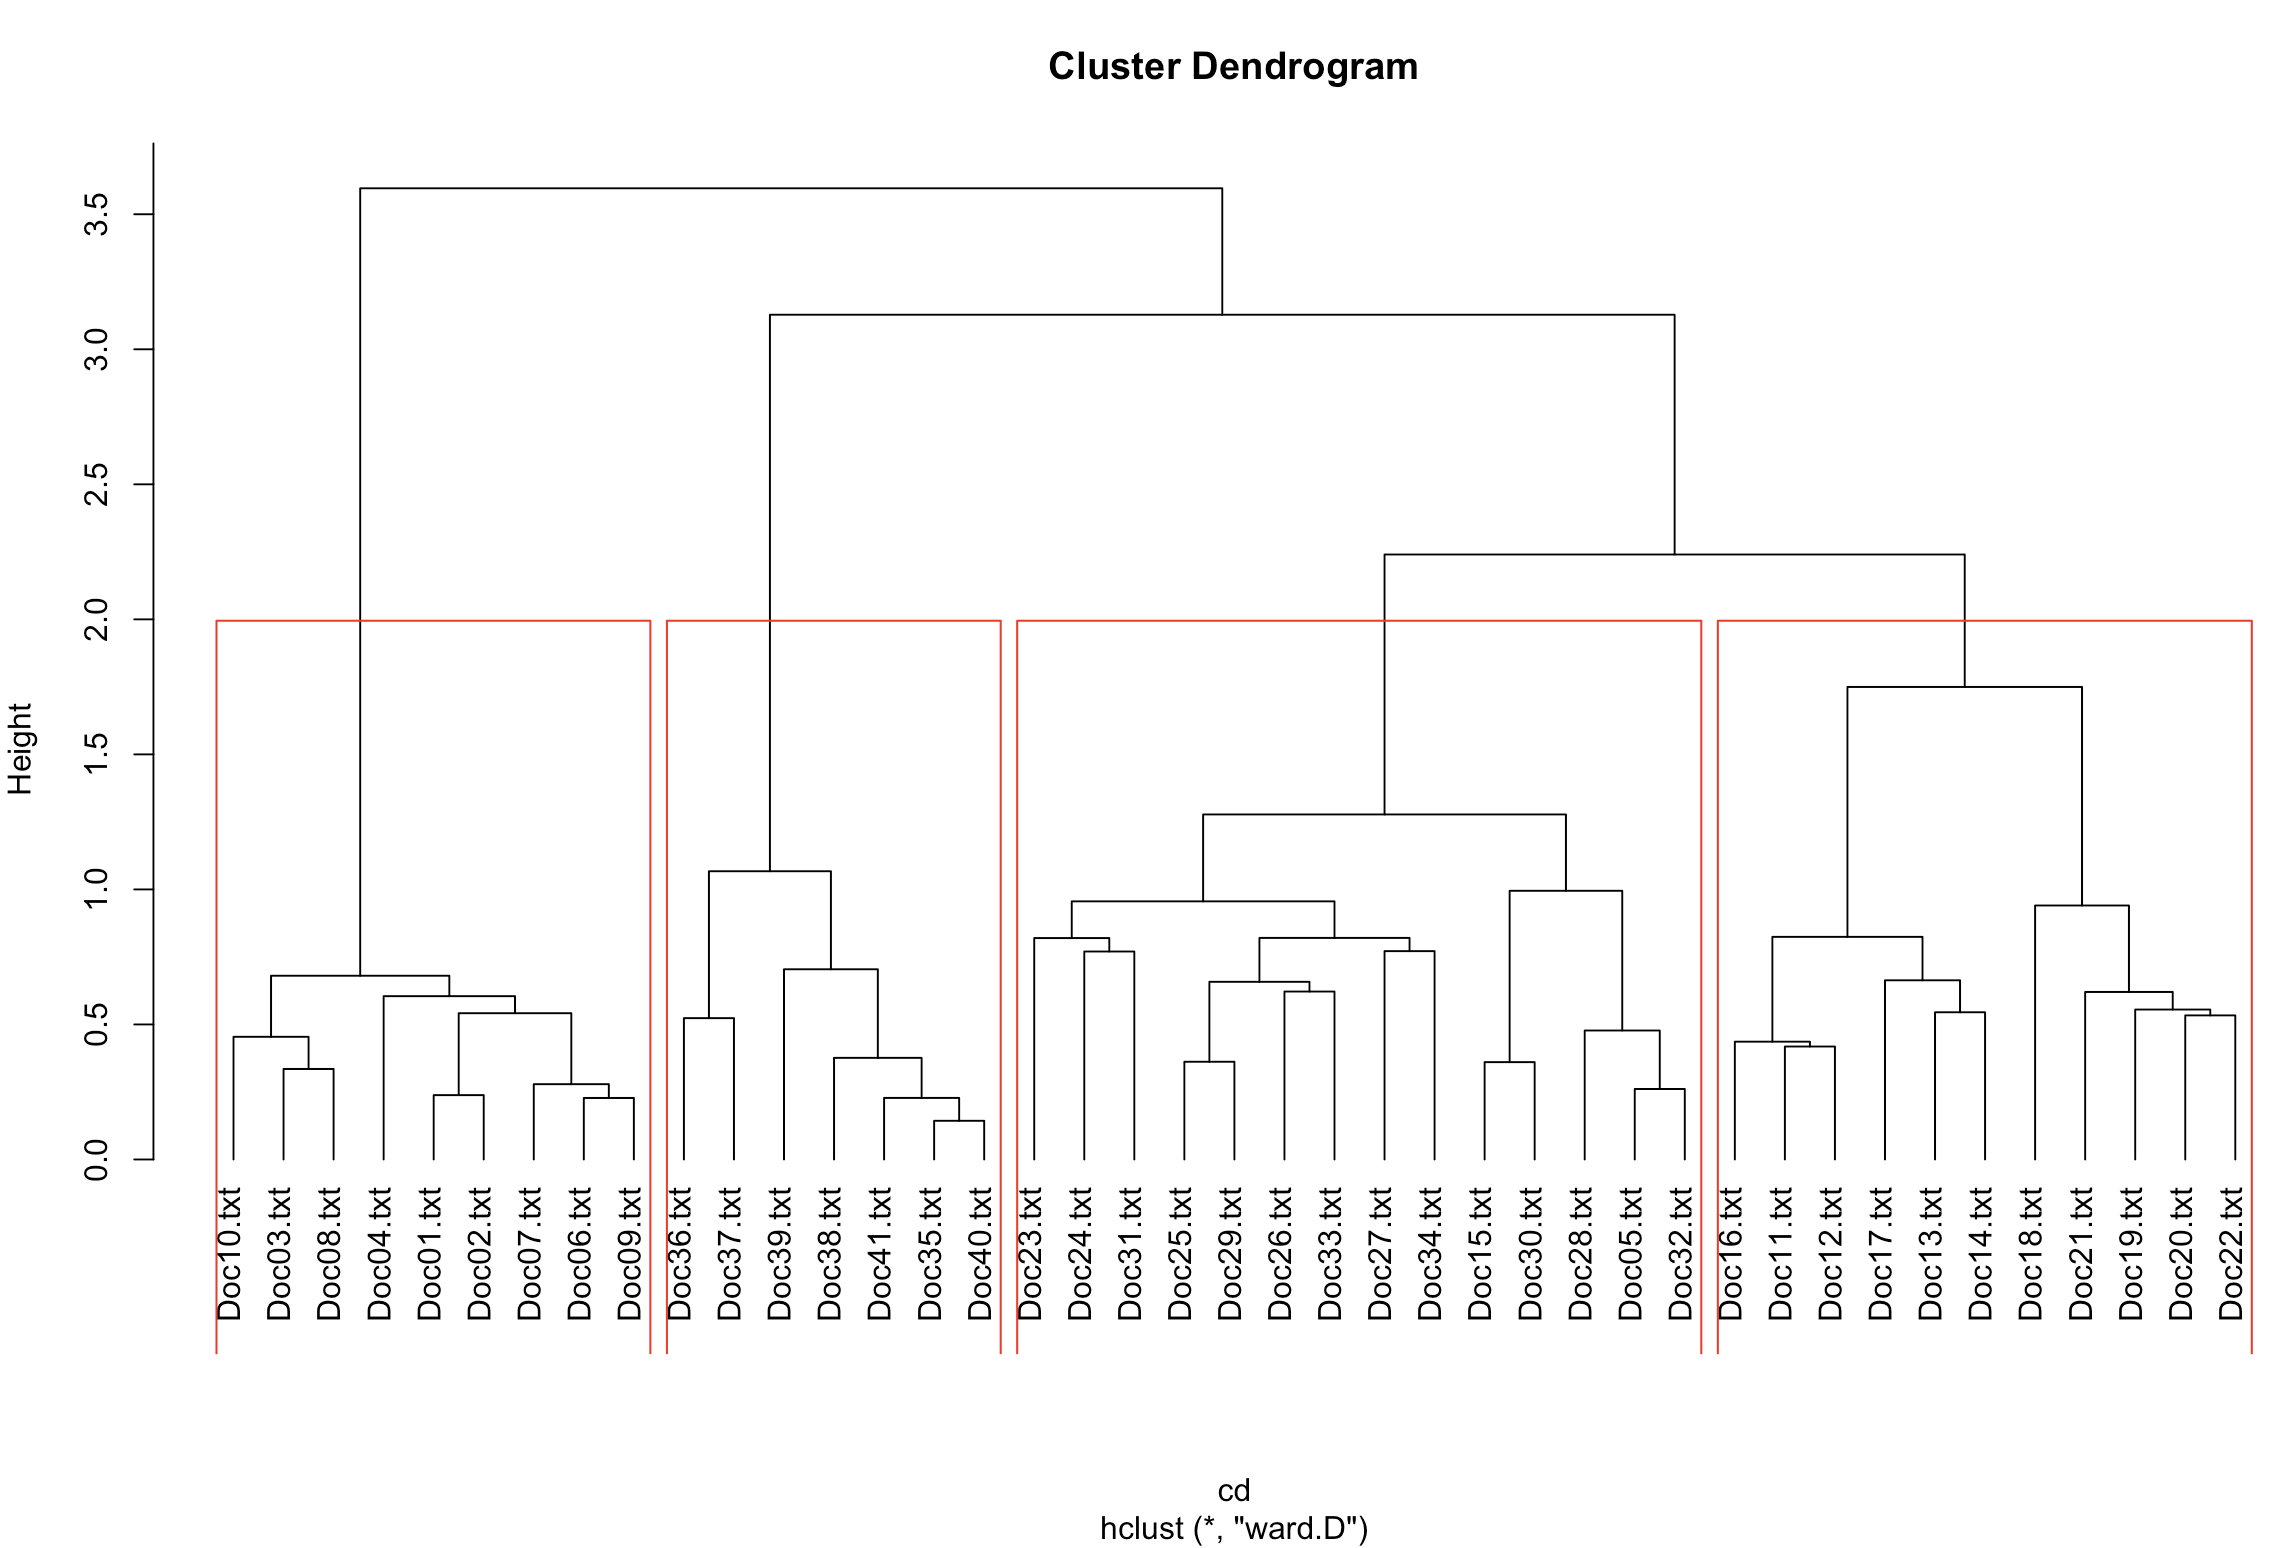 Cluster Dendrogram
Height
3.5
3.0
2.5
2.0
1.5
1.0
0.5
0.0
Doc10.txt
Doc03.txt
Doc08.txt
Doc04.txt
Doc01.txt
Doc02.txt
Doc07.txt
Doc06.txt
Doc09.txt
Doc36.txt
Doc37.txt
Doc39.txt
Doc38.txt
Doc41.txt
Doc35.txt
Doc40.txt
Doc23.txt
Doc24.txt
Doc31.txt
Doc25.txt
Doc29.txt
Doc26.txt
Doc33.txt
Doc27.txt
Doc34.txt
Doc15.txt
Doc30.txt
Doc28.txt
Doc05.txt
Doc32.txt
Doc16.txt
Doc11.txt
Doc12.txt
Doc17.txt
Doc13.txt
Doc14.txt
Doc18.txt
Doc21.txt
Doc19.txt
Doc20.txt
Doc22.txt
cd
hclust (*, "ward.D")